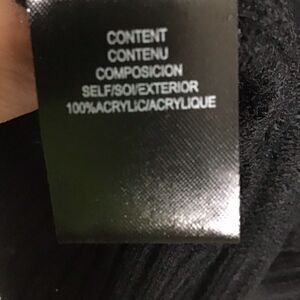 CONTENT
CONTENU
COMPOSICION
SELF/SOI/EXTERIOR
100%ACRYLIC/ACRYLIQUE